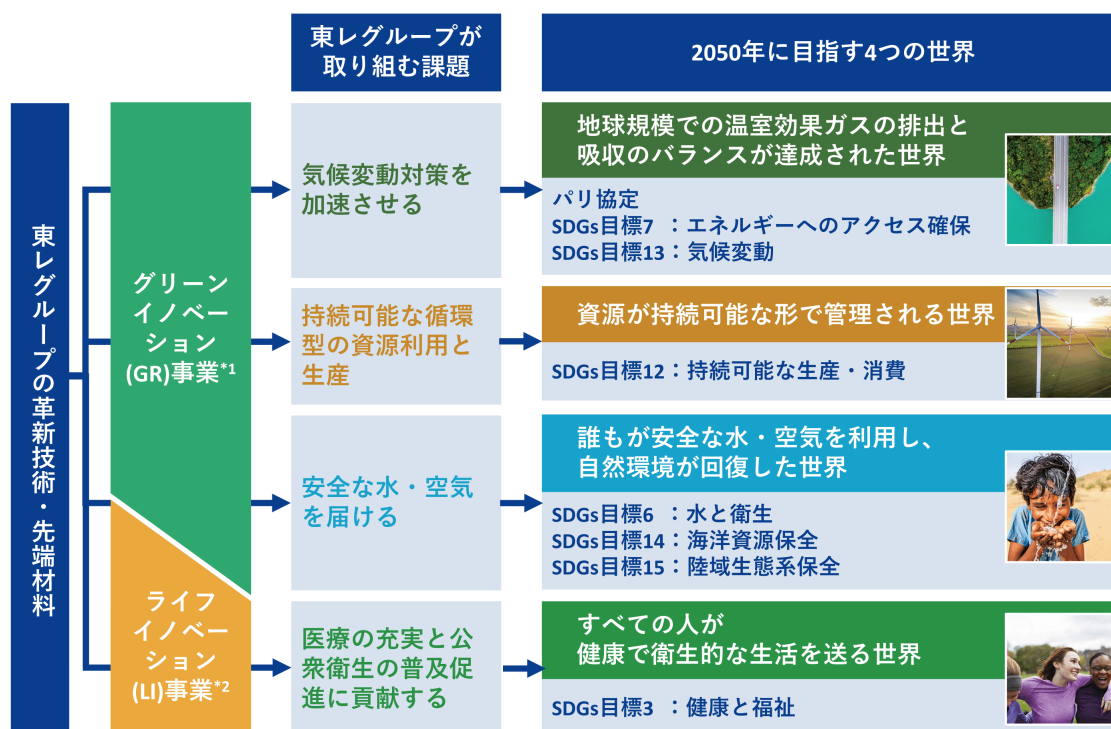 東レグループが
取り組む課題
2050年に目指す4つの世界
東レグループの革新技術・先端材料
グリーン
イノベー
ション
(GR)事業*1
ライフ
イノベー
ション
(LI)事業*2
気候変動対策を
加速させる
地球規模での温室効果ガスの排出と
吸収のバランスが達成された世界
パリ協定
SDGs目標7 ：エネルギーへのアクセス確保
SDGs目標13：気候変動
持続可能な循環
型の資源利用と
生産
資源が持続可能な形で管理される世界
SDGs目標12：持続可能な生産・消費
安全な水・空気
を届ける
誰もが安全な水・空気を利用し、
自然環境が回復した世界
SDGs目標6 ：水と衛生
SDGs目標14：海洋資源保全
SDGs目標15：陸域生態系保全
医療の充実と公
衆衛生の普及促
進に貢献する
すべての人が
健康で衛生的な生活を送る世界
SDGs目標3 ：健康と福祉